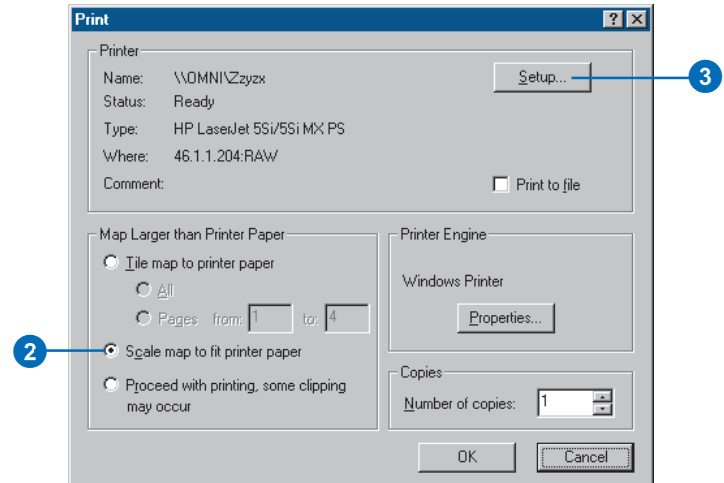 Print
Printer
Name: \\OMNI\Zzyzx
Setup...
3
Status: Ready
Type: HP LaserJet 5Si/5Si MX PS
Where: 46.1.1.204:RAW
Comment:
Print to file
Map Larger than Printer Paper
Tile map to printer paper
All
Pages from: 1 to: 4
2
Scale map to fit printer paper
Proceed with printing, some clipping
may occur
Printer Engine
Windows Printer
Properties...
Copies
Number of copies: 1
OK
Cancel